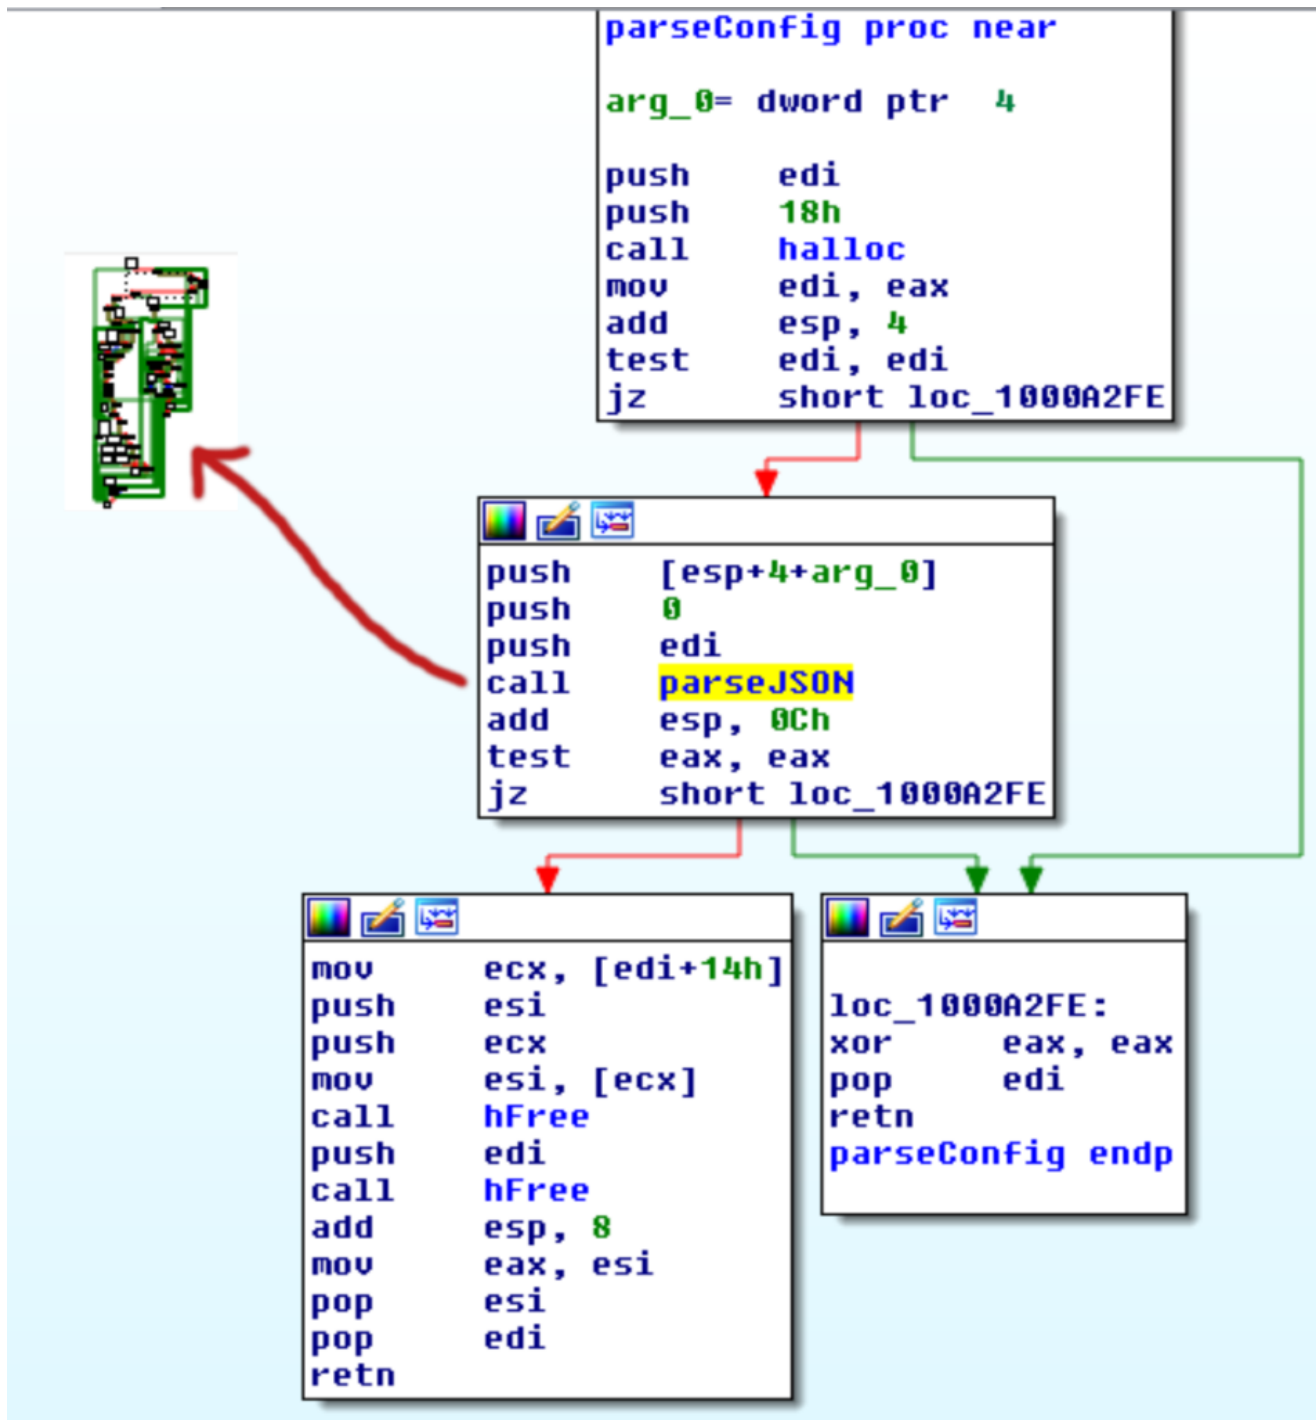 parseConfig proc near
arg_0= dword ptr  4
push    edi
push    18h
call    halloc
mov     edi, eax
add     esp, 4
test    edi, edi
jz      short loc_1000A2FE
push    [esp+4+arg_0]
push    0
push    edi
call    parseJSON
add     esp, 0Ch
test    eax, eax
jz      short loc_1000A2FE
mov     ecx, [edi+14h]
push    esi
push    ecx
mov     esi, [ecx]
call    hFree
push    edi
call    hFree
add     esp, 8
mov     eax, esi
pop     esi
pop     edi
retn
loc_1000A2FE:
xor     eax, eax
pop     edi
retn
parseConfig endp